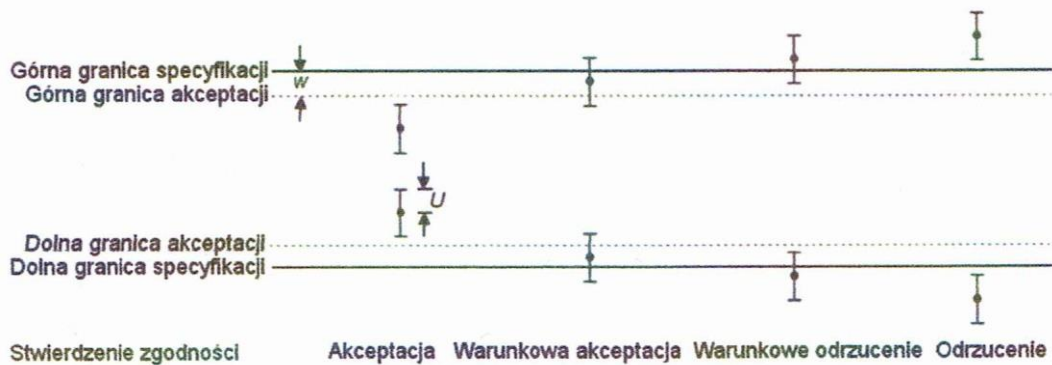 Górna granica specyfikacji
w
Górna granica akceptacji
U
Dolna granica akceptacji
Dolna granica specyfikacji
Stwierdzenie zgodności Akceptacja Warunkowa akceptacja Warunkowe odrzucenie Odrzucenie